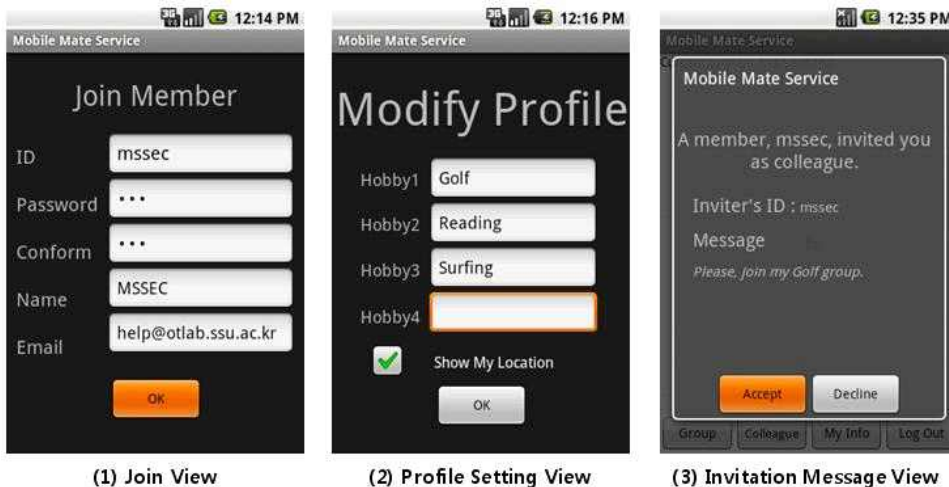 12:14 PM
Mobile Mate Service
Join Member
ID mssec
Password •••
Conform •••
Name MSSEC
Email help@otlab.ssu.ac.kr
OK
(1) Join View
12:16 PM
Mobile Mate Service
Modify Profile
Hobby1 Golf
Hobby2 Reading
Hobby3 Surfing
Hobby4
Show My Location
OK
(2) Profile Setting View
12:35 PM
Mobile Mate Service
Mobile Mate Service
A member, mssec, invited you
as colleague.
Inviter's ID : mssec
Message
Please, Join my Golf group.
Accept Decline
Group Colleague My Info Log Out
(3) Invitation Message View